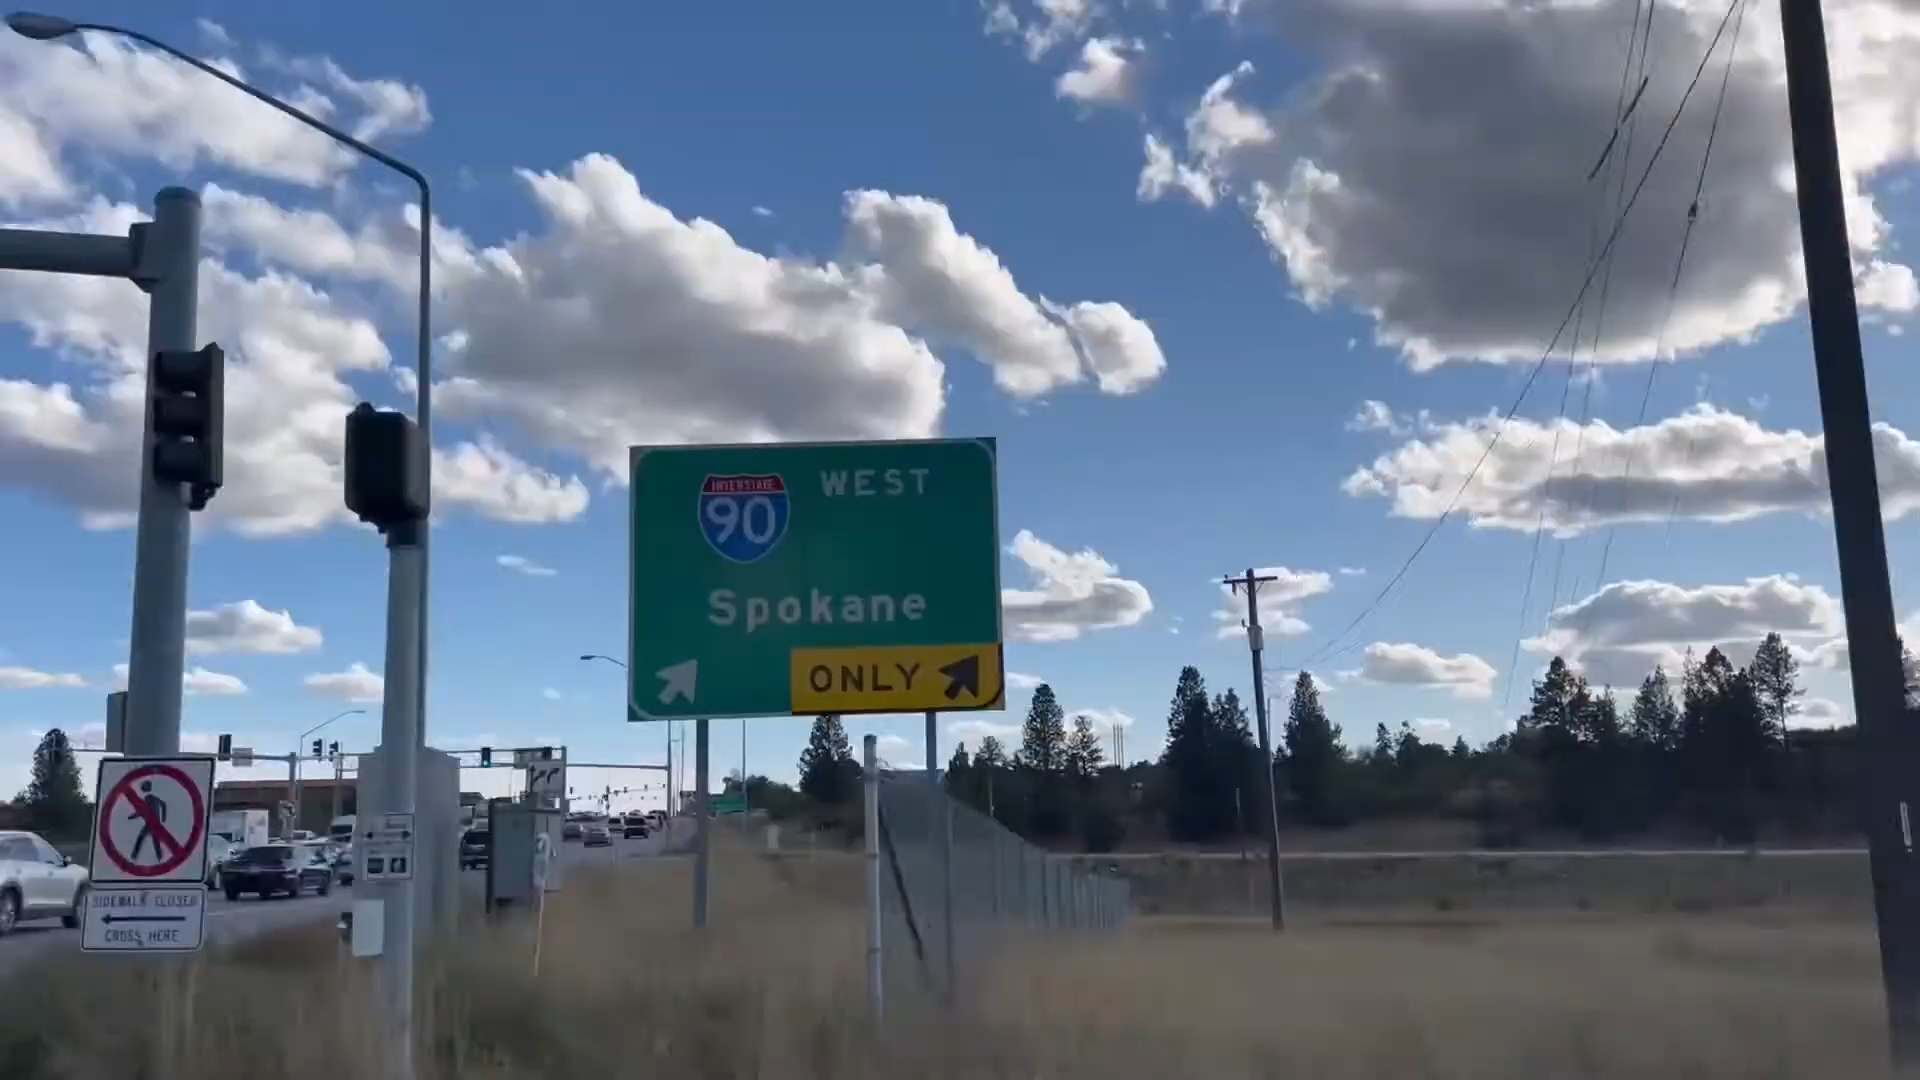 INTERSTATE
90
WEST
Spokane
ONLY
SIDEWALK CLOSED
CROSS HERE